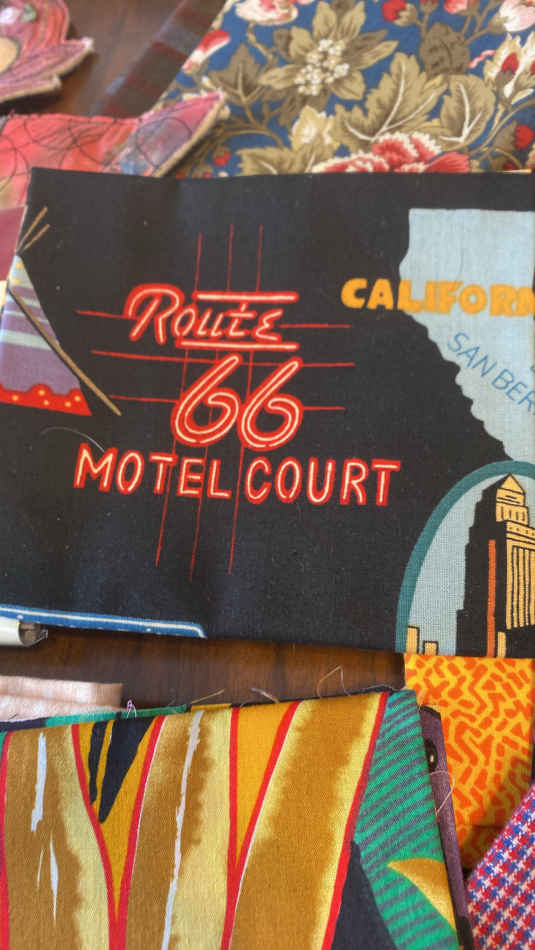 Route
66
MOTEL COURT
CALIFORN
SAN BER